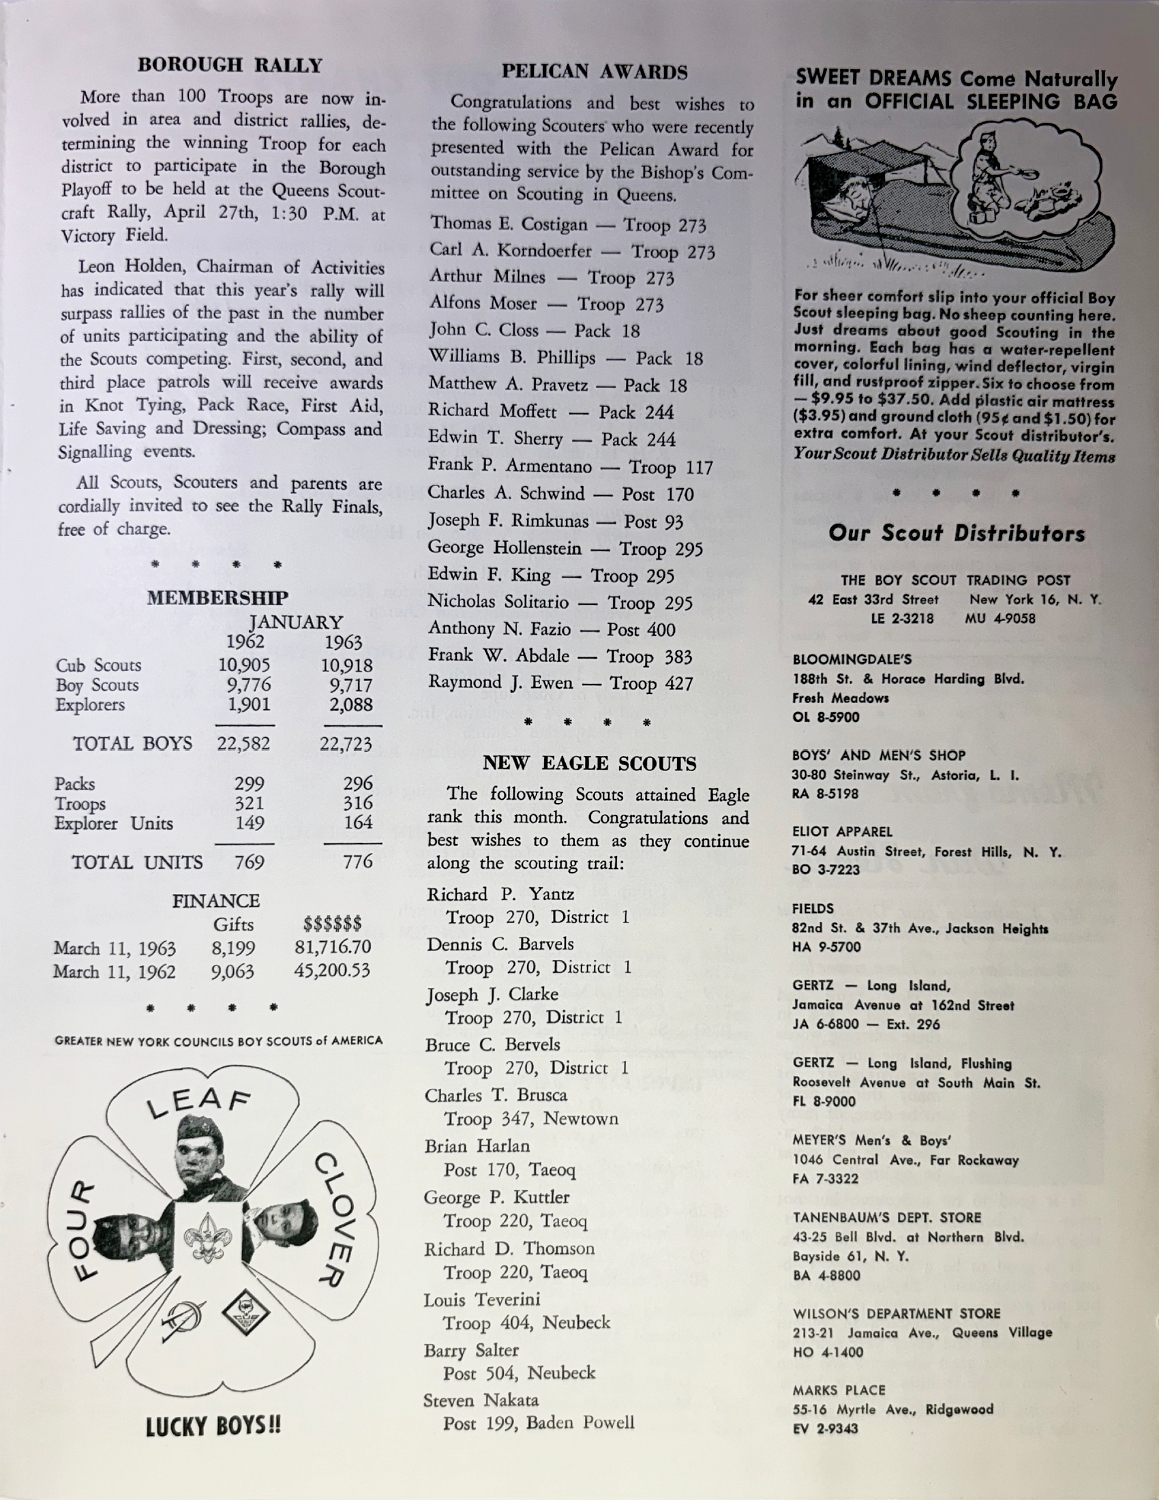 BOROUGH RALLY
More than 100 Troops are now in-
volved in area and district rallies, de-
termining the winning Troop for each
district to participate in the Borough
Playoff to be held at the Queens Scout-
craft Rally, April 27th, 1:30 P.M. at
Victory Field.
Leon Holden, Chairman of Activities
has indicated that this year's rally will
surpass rallies of the past in the number
of units participating and the ability of
the Scouts competing. First, second, and
third place patrols will receive awards
in Knot Tying, Pack Race, First Aid,
Life Saving and Dressing; Compass and
Signalling events.
All Scouts, Scouters and parents are
cordially invited to see the Rally Finals,
free of charge.
* * * *
MEMBERSHIP
JANUARY
1962 1963
Cub Scouts 10,905 10,918
Boy Scouts 9,776 9,717
Explorers 1,901 2,088
TOTAL BOYS 22,582 22,723
Packs 299 296
Troops 321 316
Explorer Units 149 164
TOTAL UNITS 769 776
FINANCE
Gifts $$$$$$
March 11, 1963 8,199 81,716.70
March 11, 1962 9,063 45,200.53
* * * *
GREATER NEW YORK COUNCILS BOY SCOUTS of AMERICA
FOUR
LEAF
CLOVER
LUCKY BOYS!!
PELICAN AWARDS
Congratulations and best wishes to
the following Scouters who were recently
presented with the Pelican Award for
outstanding service by the Bishop's Com-
mittee on Scouting in Queens.
Thomas E. Costigan — Troop 273
Carl A. Korndoerfer — Troop 273
Arthur Milnes — Troop 273
Alfons Moser — Troop 273
John C. Closs — Pack 18
Williams B. Phillips — Pack 18
Matthew A. Pravetz — Pack 18
Richard Moffett — Pack 244
Edwin T. Sherry — Pack 244
Frank P. Armentano — Troop 117
Charles A. Schwind — Post 170
Joseph F. Rimkunas — Post 93
George Hollenstein — Troop 295
Edwin F. King — Troop 295
Nicholas Solitario — Troop 295
Anthony N. Fazio — Post 400
Frank W. Abdale — Troop 383
Raymond J. Ewen — Troop 427
* * * *
NEW EAGLE SCOUTS
The following Scouts attained Eagle
rank this month. Congratulations and
best wishes to them as they continue
along the scouting trail:
Richard P. Yantz
Troop 270, District 1
Dennis C. Barvels
Troop 270, District 1
Joseph J. Clarke
Troop 270, District 1
Bruce C. Bervels
Troop 270, District 1
Charles T. Brusca
Troop 347, Newtown
Brian Harlan
Post 170, Taeoq
George P. Kuttler
Troop 220, Taeoq
Richard D. Thomson
Troop 220, Taeoq
Louis Teverini
Troop 404, Neubeck
Barry Salter
Post 504, Neubeck
Steven Nakata
Post 199, Baden Powell
SWEET DREAMS Come Naturally
in an OFFICIAL SLEEPING BAG
For sheer comfort slip into your official Boy
Scout sleeping bag. No sheep counting here.
Just dreams about good Scouting in the
morning. Each bag has a water-repellent
cover, colorful lining, wind deflector, virgin
fill, and rustproof zipper. Six to choose from
— $9.95 to $37.50. Add plastic air mattress
($3.95) and ground cloth (95¢ and $1.50) for
extra comfort. At your Scout distributor's.
Your Scout Distributor Sells Quality Items
* * * *
Our Scout Distributors
THE BOY SCOUT TRADING POST
42 East 33rd Street New York 16, N. Y.
LE 2-3218 MU 4-9058
BLOOMINGDALE'S
188th St. & Horace Harding Blvd.
Fresh Meadows
OL 8-5900
BOYS' AND MEN'S SHOP
30-80 Steinway St., Astoria, L. I.
RA 8-5198
ELIOT APPAREL
71-64 Austin Street, Forest Hills, N. Y.
BO 3-7223
FIELDS
82nd St. & 37th Ave., Jackson Heights
HA 9-5700
GERTZ — Long Island,
Jamaica Avenue at 162nd Street
JA 6-6800 — Ext. 296
GERTZ — Long Island, Flushing
Roosevelt Avenue at South Main St.
FL 8-9000
MEYER'S Men's & Boys'
1046 Central Ave., Far Rockaway
FA 7-3322
TANENBAUM'S DEPT. STORE
43-25 Bell Blvd. at Northern Blvd.
Bayside 61, N. Y.
BA 4-8800
WILSON'S DEPARTMENT STORE
213-21 Jamaica Ave., Queens Village
HO 4-1400
MARKS PLACE
55-16 Myrtle Ave., Ridgewood
EV 2-9343